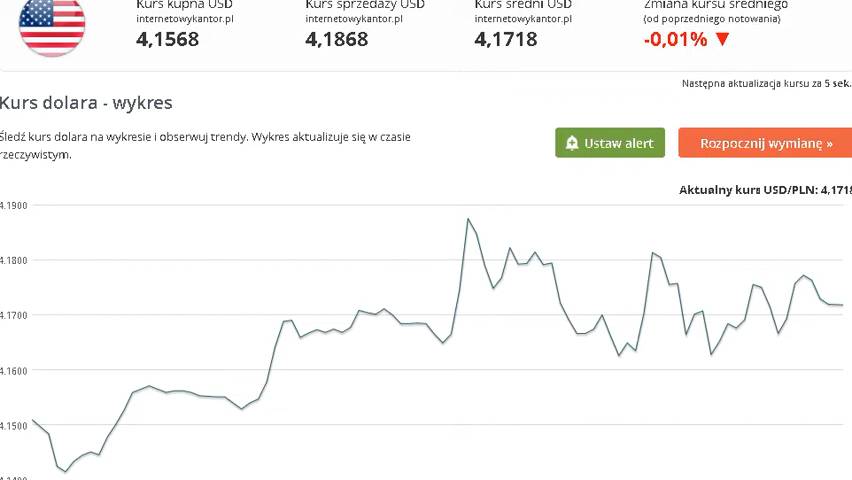 Kurs kupna USD
internetowykantor.pl
4,1568
Kurs sprzedaży USD
internetowykantor.pl
4,1868
Kurs średni USD
internetowykantor.pl
4,1718
Zmiana kursu średniego
(od poprzedniego notowania)
-0,01% ▼
Następna aktualizacja kursu za 5 sek.
Kurs dolara - wykres
Śledź kurs dolara na wykresie i obserwuj trendy. Wykres aktualizuje się w czasie
rzeczywistym.
Ustaw alert
Rozpocznij wymianę »
Aktualny kurs USD/PLN: 4,1718
4.1900
4.1800
4.1700
4.1600
4.1500
4.1400